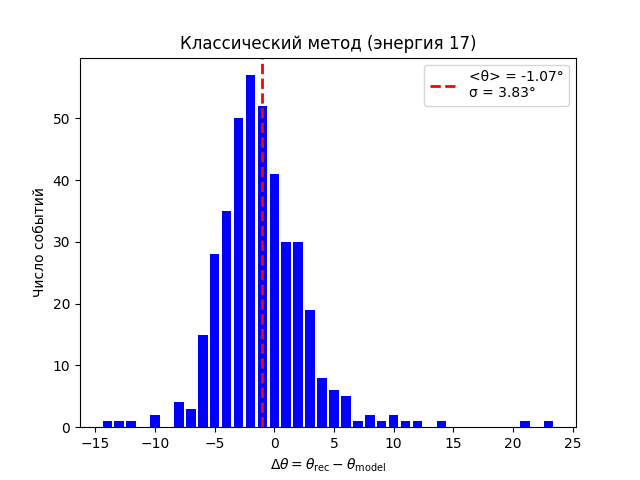 Классический метод (энергия 17)
<θ> = -1.07°
σ = 3.83°
Число событий
50
40
30
20
10
0
−15 −10 −5 0 5 10 15 20 25
Δθ = θrec − θmodel